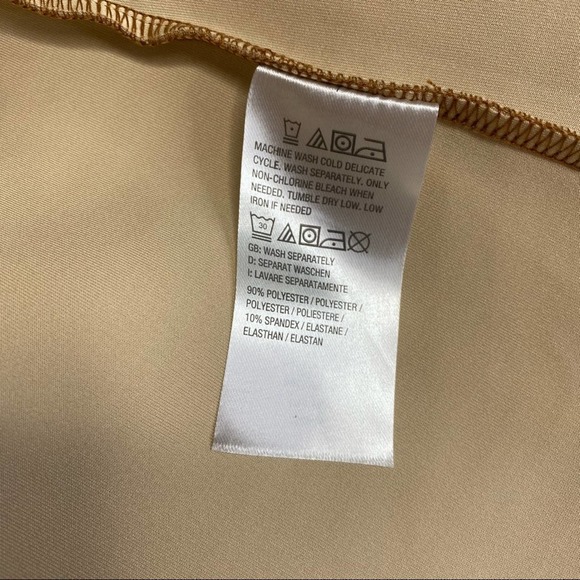 MACHINE WASH COLD DELICATE
CYCLE. WASH SEPARATELY. ONLY
NON-CHLORINE BLEACH WHEN
NEEDED. TUMBLE DRY LOW. LOW
IRON IF NEEDED
30
GB: WASH SEPARATELY
D: SEPARAT WASCHEN
I: LAVARE SEPARATAMENTE
90% POLYESTER / POLYESTER /
POLYESTER / POLIESTERE /
10% SPANDEX / ELASTANE /
ELASTHAN / ELASTAN